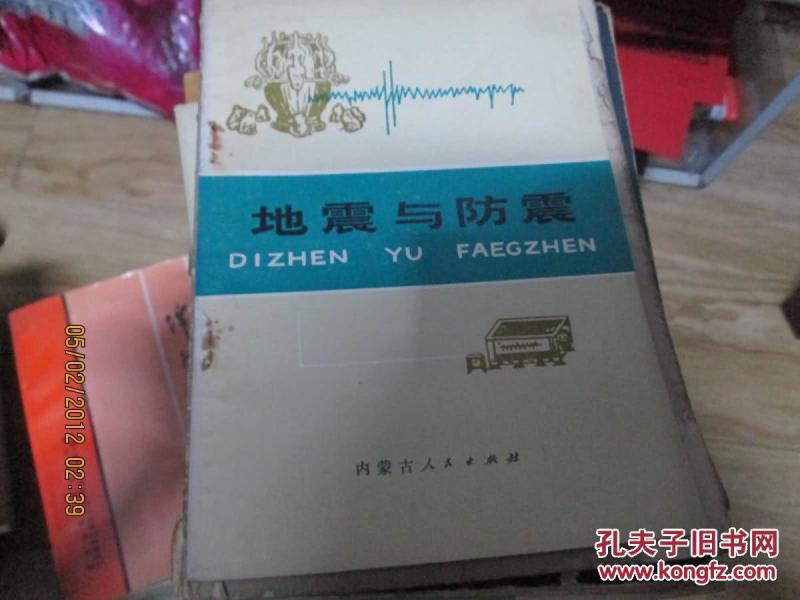 地震与防震
DIZHEN YU FAEGZHEN
内蒙古人民出版社
05/02/2012 02:39
孔夫子旧书网
www.kongfz.com